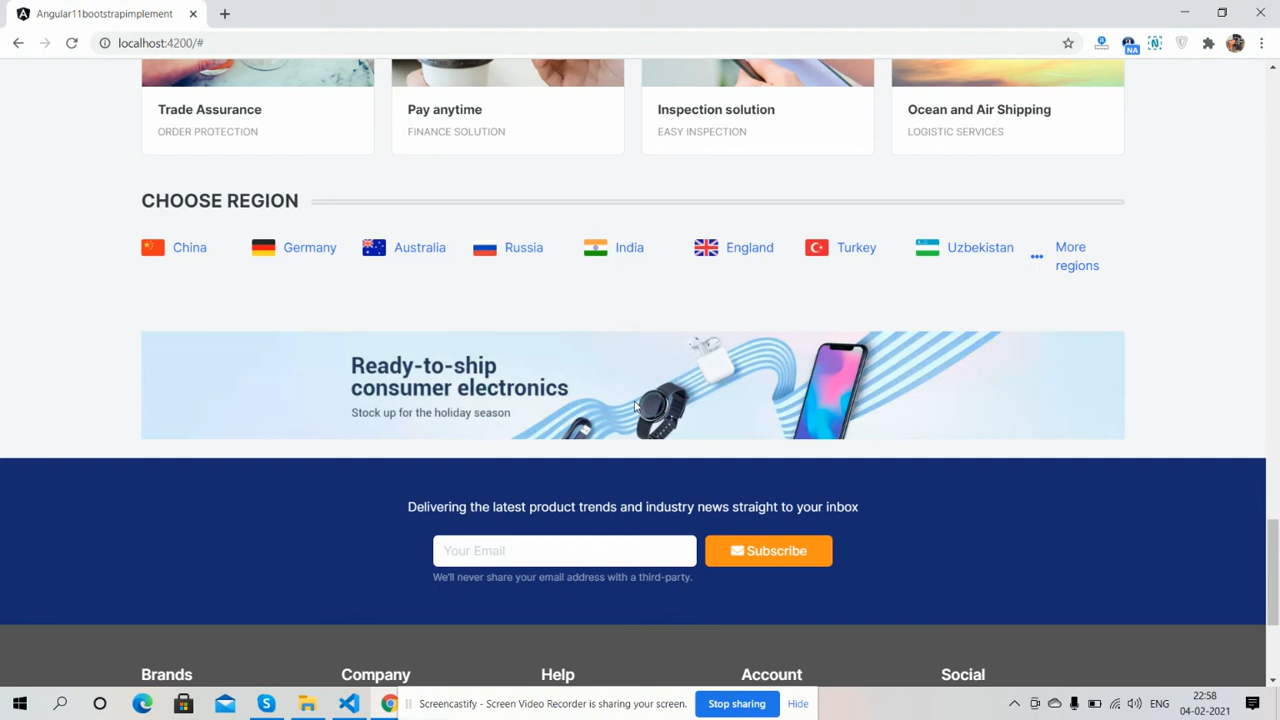 Angular11bootstrapimplement
localhost:4200/#
NA
Trade Assurance
ORDER PROTECTION
Pay anytime
FINANCE SOLUTION
Inspection solution
EASY INSPECTION
Ocean and Air Shipping
LOGISTIC SERVICES
CHOOSE REGION
China
Germany
Australia
Russia
India
England
Turkey
Uzbekistan
More
regions
Ready-to-ship
consumer electronics
Stock up for the holiday season
Delivering the latest product trends and industry news straight to your inbox
Your Email
Subscribe
We'll never share your email address with a third-party.
Brands
Company
Help
Account
Social
Screencastify - Screen Video Recorder is sharing your screen.
Stop sharing
Hide
ENG
22:58
04-02-2021